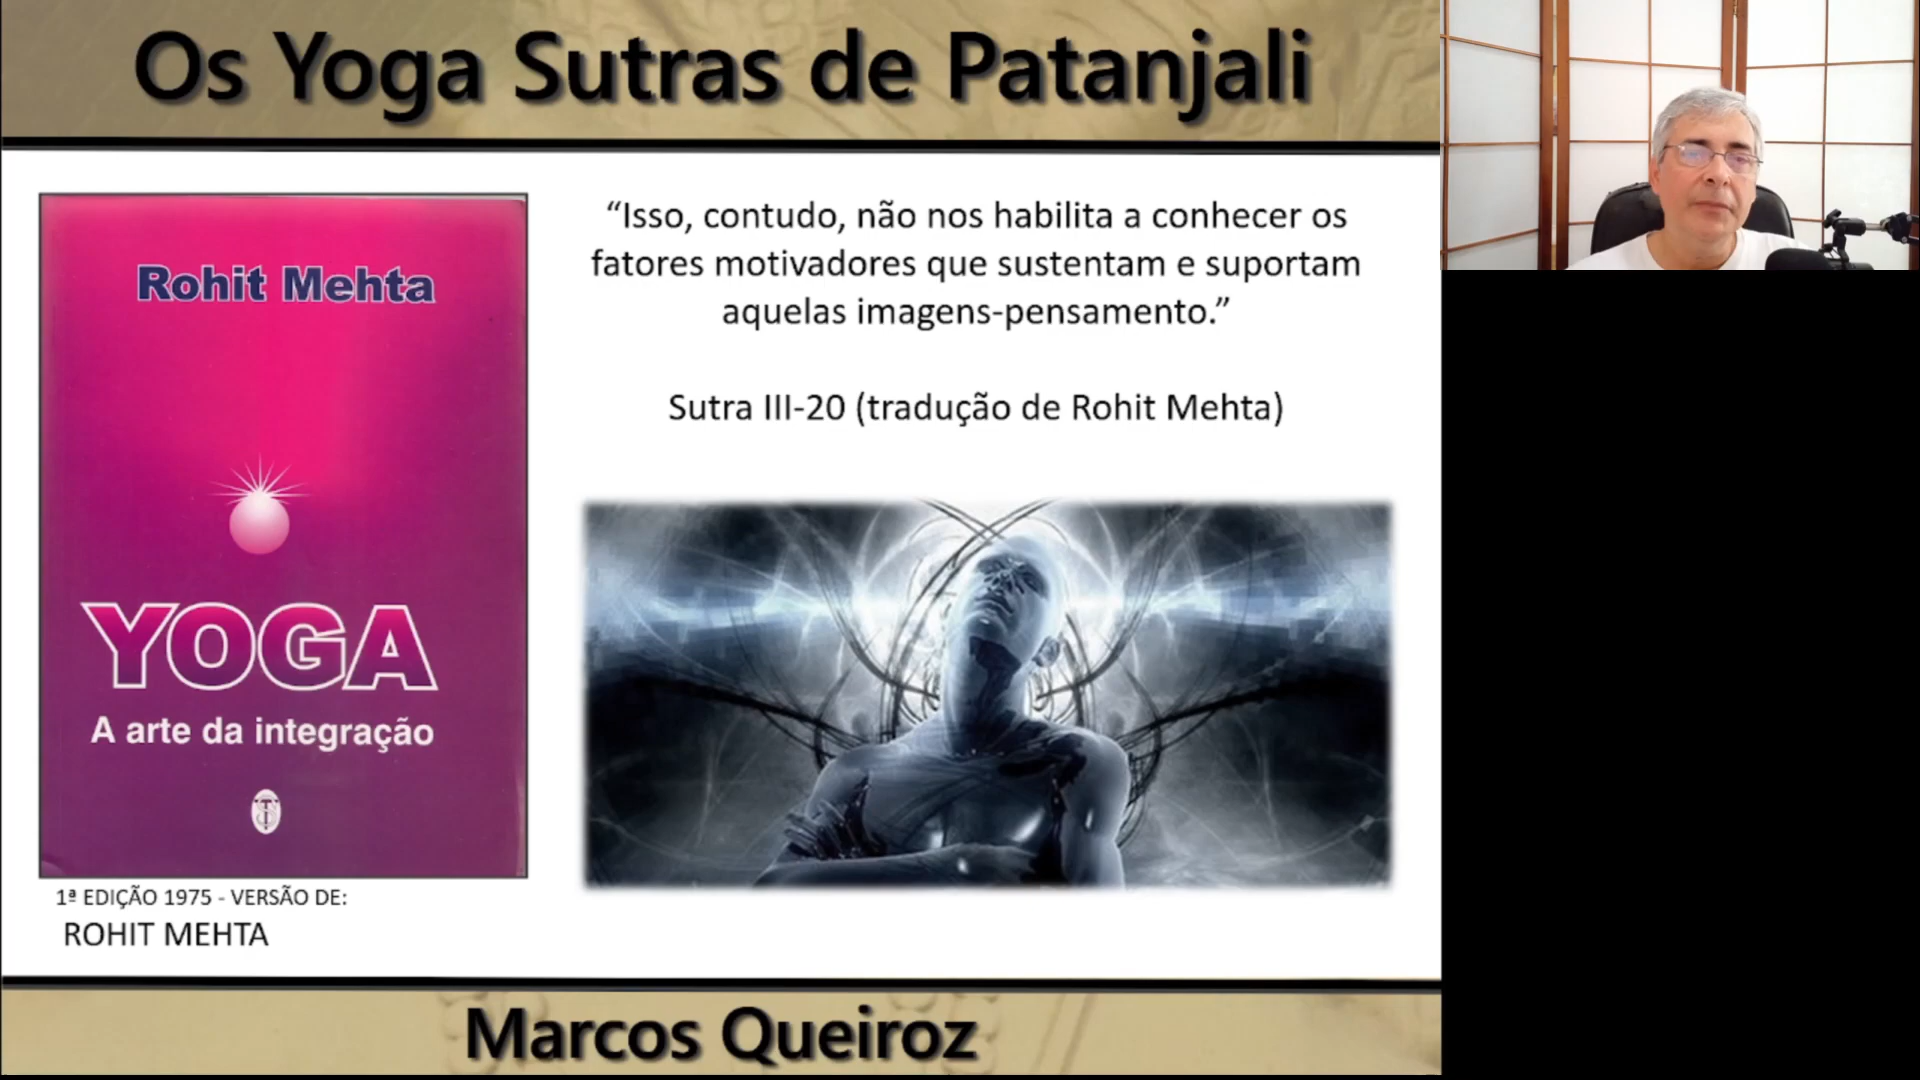 Os Yoga Sutras de Patanjali
Rohit Mehta
YOGA
A arte da integração
1ª EDIÇÃO 1975 - VERSÃO DE:
ROHIT MEHTA
“Isso, contudo, não nos habilita a conhecer os
fatores motivadores que sustentam e suportam
aquelas imagens-pensamento.”
Sutra III-20 (tradução de Rohit Mehta)
Marcos Queiroz